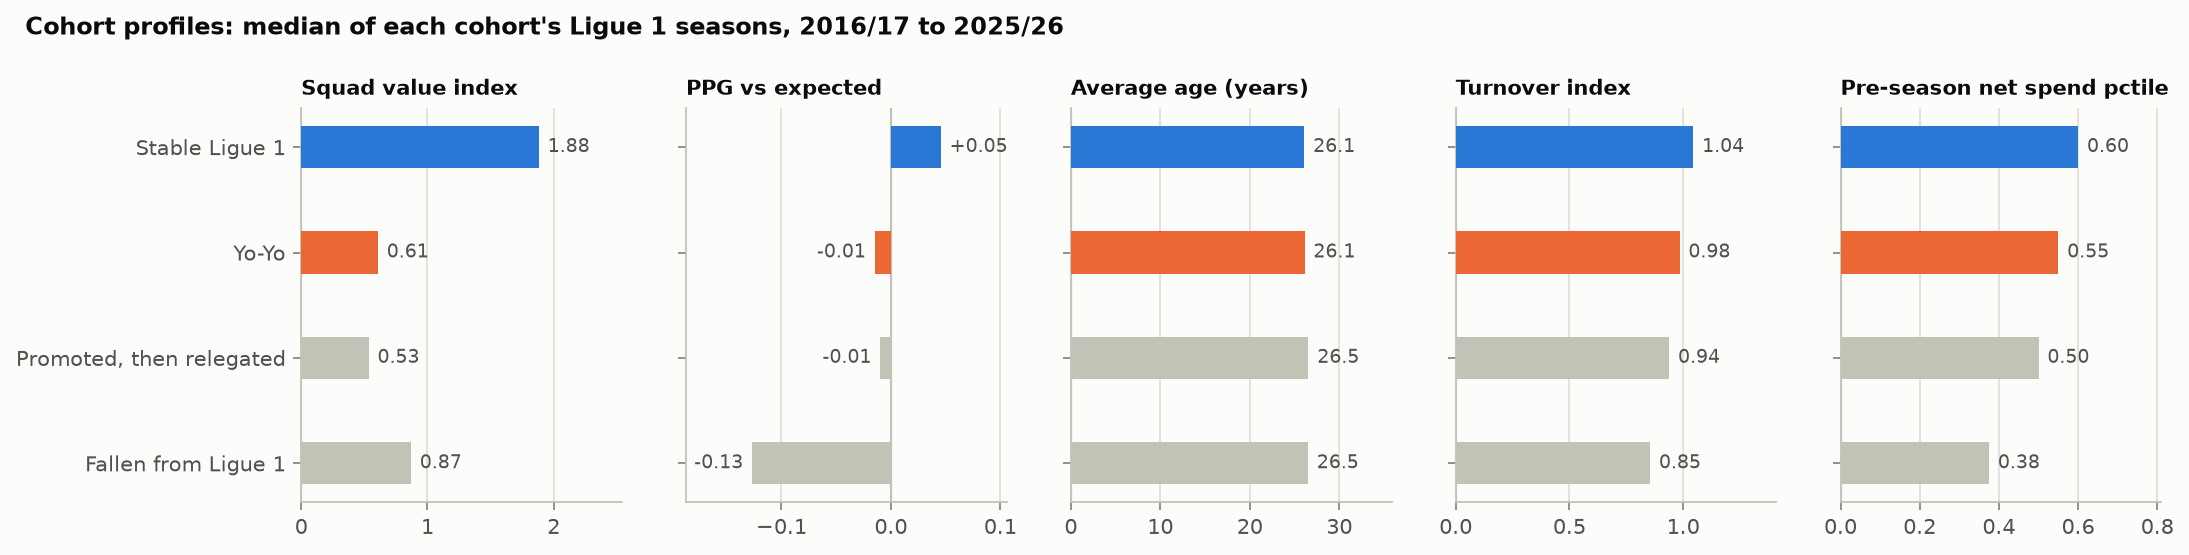 Cohort profiles: median of each cohort's Ligue 1 seasons, 2016/17 to 2025/26
Squad value index
PPG vs expected
Average age (years)
Turnover index
Pre-season net spend pctile
Stable Ligue 1
1.88
+0.05
26.1
1.04
0.60
Yo-Yo
0.61
-0.01
26.1
0.98
0.55
Promoted, then relegated
0.53
-0.01
26.5
0.94
0.50
Fallen from Ligue 1
0.87
-0.13
26.5
0.85
0.38
0 1 2
−0.1 0.0 0.1
0 10 20 30
0.0 0.5 1.0
0.0 0.2 0.4 0.6 0.8